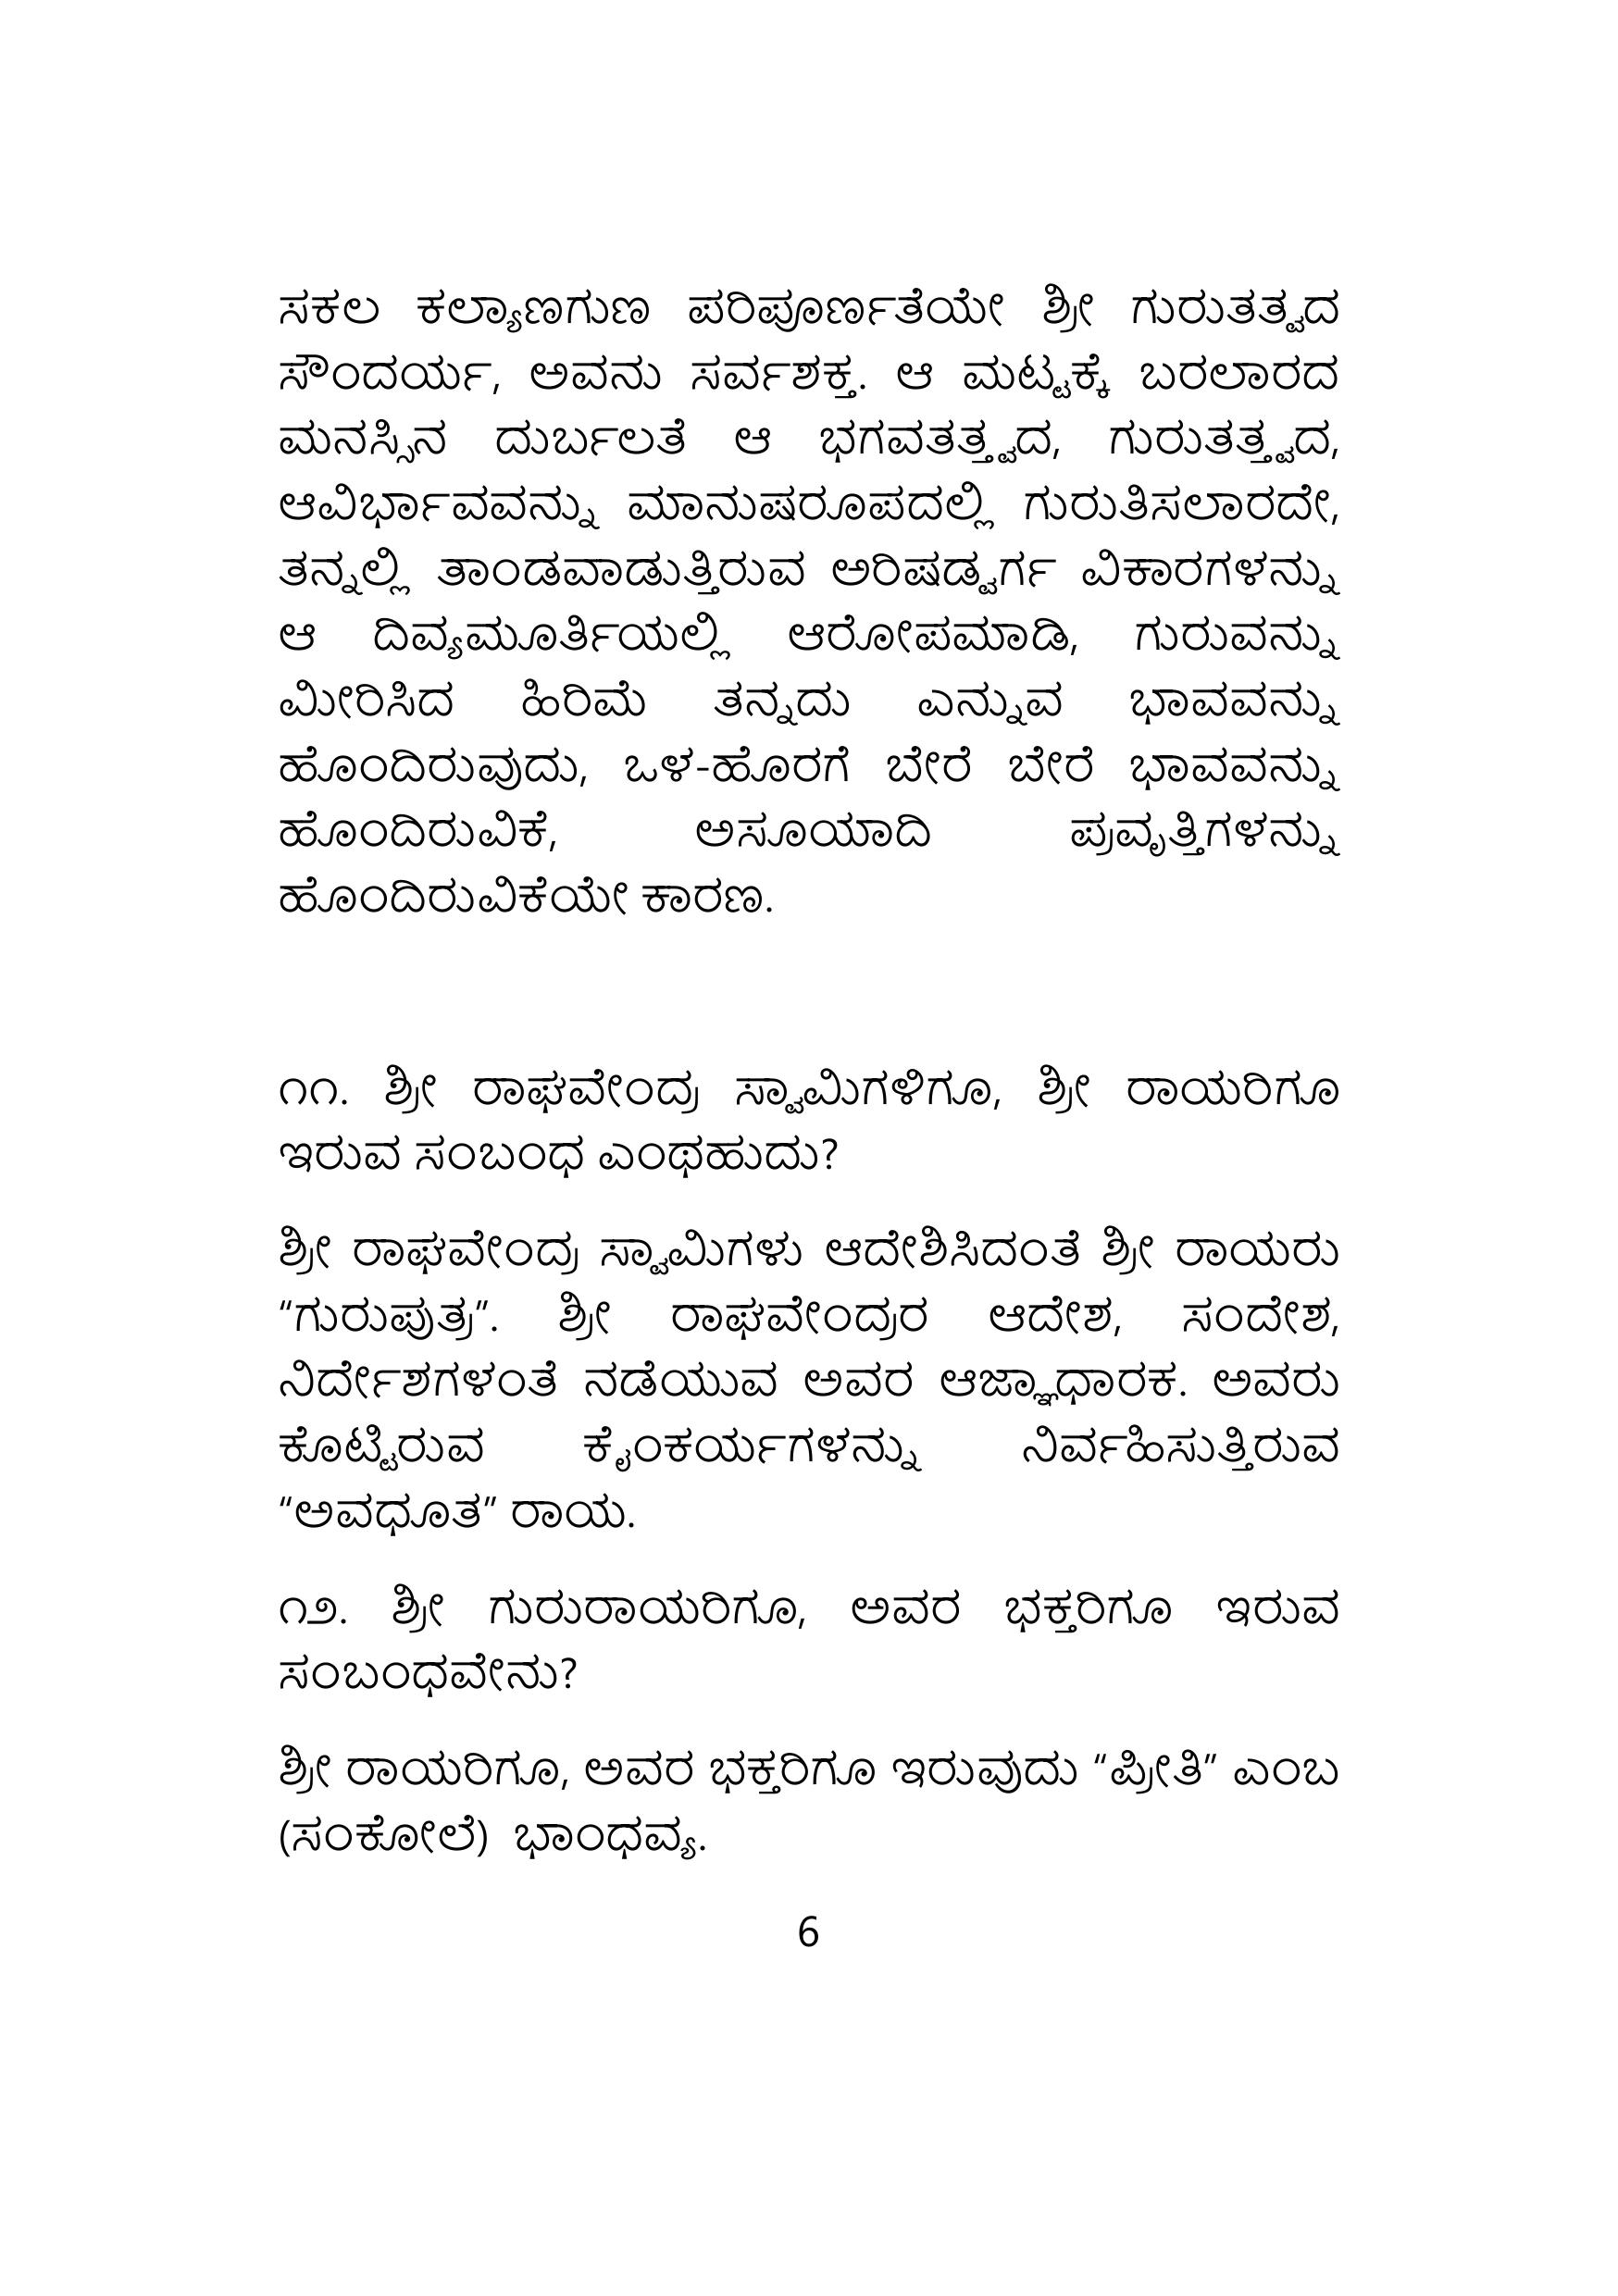 ಸಕಲ ಕಲ್ಯಾಣಗುಣ ಪರಿಪೂರ್ಣತೆಯೇ ಶ್ರೀ ಗುರುತತ್ವದ
ಸೌಂದರ್ಯ, ಅವನು ಸರ್ವಶಕ್ತ. ಆ ಮಟ್ಟಕ್ಕೆ ಬರಲಾರದ
ಮನಸ್ಸಿನ ದುರ್ಬಲತೆ ಆ ಭಗವತತ್ತ್ವದ, ಗುರುತತ್ತ್ವದ,
ಆವಿರ್ಭಾವವನ್ನು ಮಾನುಷರೂಪದಲ್ಲಿ ಗುರುತಿಸಲಾರದೇ,
ತನ್ನಲ್ಲಿ ತಾಂಡವಾಡುತ್ತಿರುವ ಅರಿಷಡ್ವರ್ಗ ವಿಕಾರಗಳನ್ನು
ಆ ದಿವ್ಯಮೂರ್ತಿಯಲ್ಲಿ ಆರೋಪಮಾಡಿ, ಗುರುವನ್ನು
ಮೀರಿಸಿದ ಹಿರಿಮೆ ತನ್ನದು ಎನ್ನುವ ಭಾವವನ್ನು
ಹೊಂದಿರುವುದು, ಒಳ-ಹೊರಗೆ ಬೇರೆ ಬೇರೆ ಭಾವವನ್ನು
ಹೊಂದಿರುವಿಕೆ, ಅಸೂಯಾದಿ ಪ್ರವೃತ್ತಿಗಳನ್ನು
ಹೊಂದಿರುವಿಕೆಯೇ ಕಾರಣ.
೧೧. ಶ್ರೀ ರಾಘವೇಂದ್ರ ಸ್ವಾಮಿಗಳಿಗೂ, ಶ್ರೀ ರಾಯರಿಗೂ
ಇರುವ ಸಂಬಂಧ ಎಂಥಹುದು?
ಶ್ರೀ ರಾಘವೇಂದ್ರ ಸ್ವಾಮಿಗಳು ಆದೇಶಿಸಿದಂತೆ ಶ್ರೀ ರಾಯರು
“ಗುರುಪುತ್ರ”. ಶ್ರೀ ರಾಘವೇಂದ್ರರ ಆದೇಶ, ಸಂದೇಶ,
ನಿರ್ದೇಶಗಳಂತೆ ನಡೆಯುವ ಅವರ ಆಜ್ಞಾಧಾರಕ. ಅವರು
ಕೊಟ್ಟಿರುವ ಕೈಂಕರ್ಯಗಳನ್ನು ನಿರ್ವಹಿಸುತ್ತಿರುವ
“ಅವಧೂತ” ರಾಯ.
೧೨. ಶ್ರೀ ಗುರುರಾಯರಿಗೂ, ಅವರ ಭಕ್ತರಿಗೂ ಇರುವ
ಸಂಬಂಧವೇನು?
ಶ್ರೀ ರಾಯರಿಗೂ, ಅವರ ಭಕ್ತರಿಗೂ ಇರುವುದು “ಪ್ರೀತಿ” ಎಂಬ
(ಸಂಕೋಲೆ) ಭಾಂಧವ್ಯ.
6